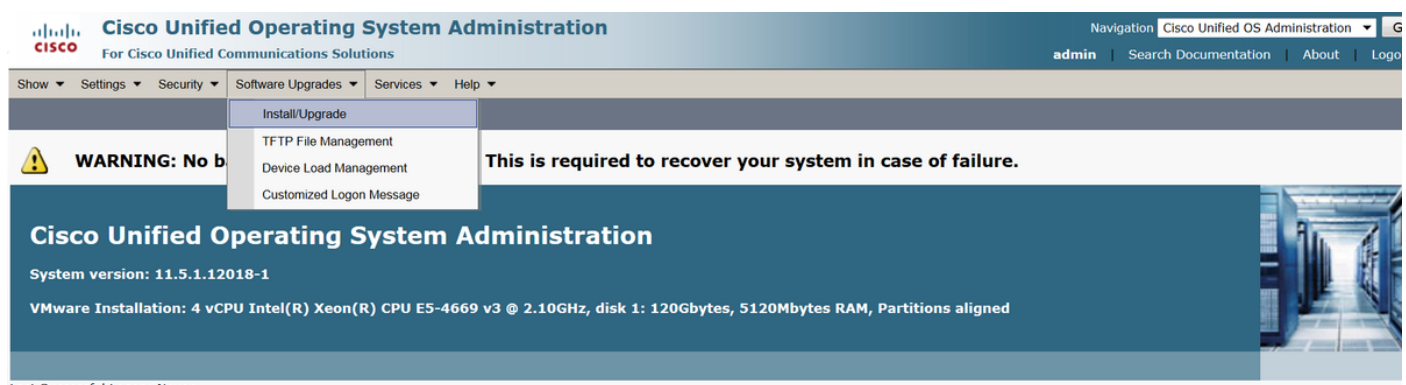 Cisco Unified Operating System Administration
For Cisco Unified Communications Solutions
CISCO
Navigation Cisco Unified OS Administration
admin | Search Documentation | About | Logo
Show Settings Security Software Upgrades Services Help
Install/Upgrade
TFTP File Management
Device Load Management
Customized Logon Message
WARNING: No b This is required to recover your system in case of failure.
Cisco Unified Operating System Administration
System version: 11.5.1.12018-1
VMware Installation: 4 vCPU Intel(R) Xeon(R) CPU E5-4669 v3 @ 2.10GHz, disk 1: 120Gbytes, 5120Mbytes RAM, Partitions aligned